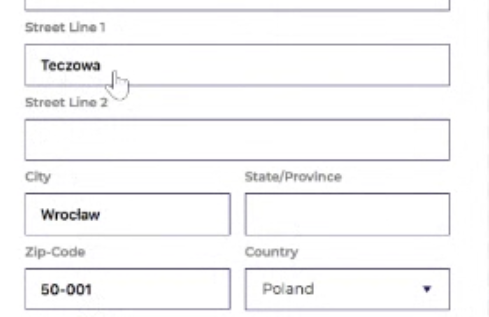 Street Line 1
Teczowa
Street Line 2
City State/Province
Wrocław
Zip-Code Country
50-001 Poland